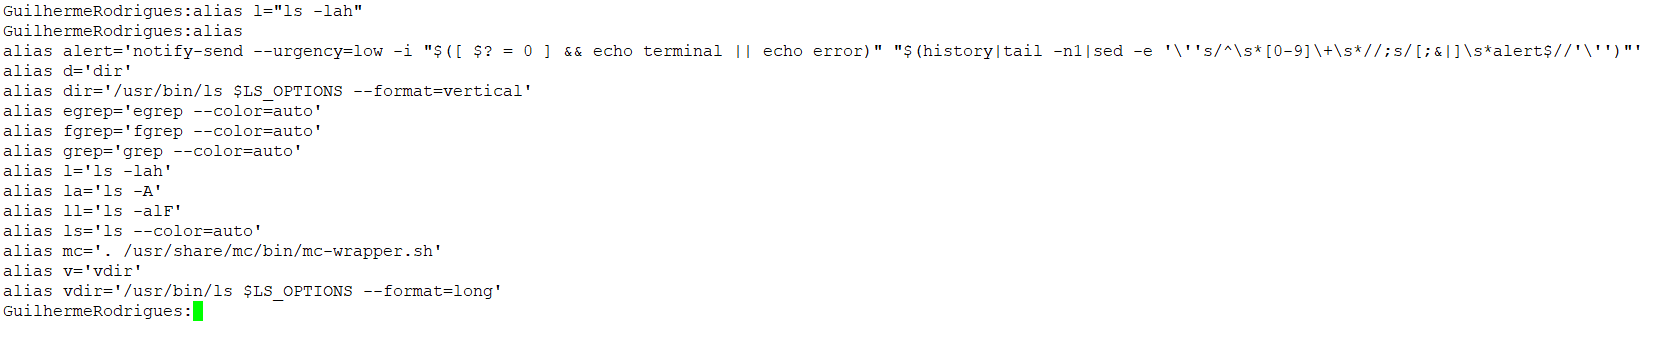 GuilhermeRodrigues:alias l="ls -lah"
GuilhermeRodrigues:alias
alias alert='notify-send --urgency=low -i "$([ $? = 0 ] && echo terminal || echo error)" "$(history|tail -n1|sed -e '\''s/^\s*[0-9]\+\s*//;s/[;&|]\s*alert$//'\'')"'
alias d='dir'
alias dir='/usr/bin/ls $LS_OPTIONS --format=vertical'
alias egrep='egrep --color=auto'
alias fgrep='fgrep --color=auto'
alias grep='grep --color=auto'
alias l='ls -lah'
alias la='ls -A'
alias ll='ls -alF'
alias ls='ls --color=auto'
alias mc='. /usr/share/mc/bin/mc-wrapper.sh'
alias v='vdir'
alias vdir='/usr/bin/ls $LS_OPTIONS --format=long'
GuilhermeRodrigues: